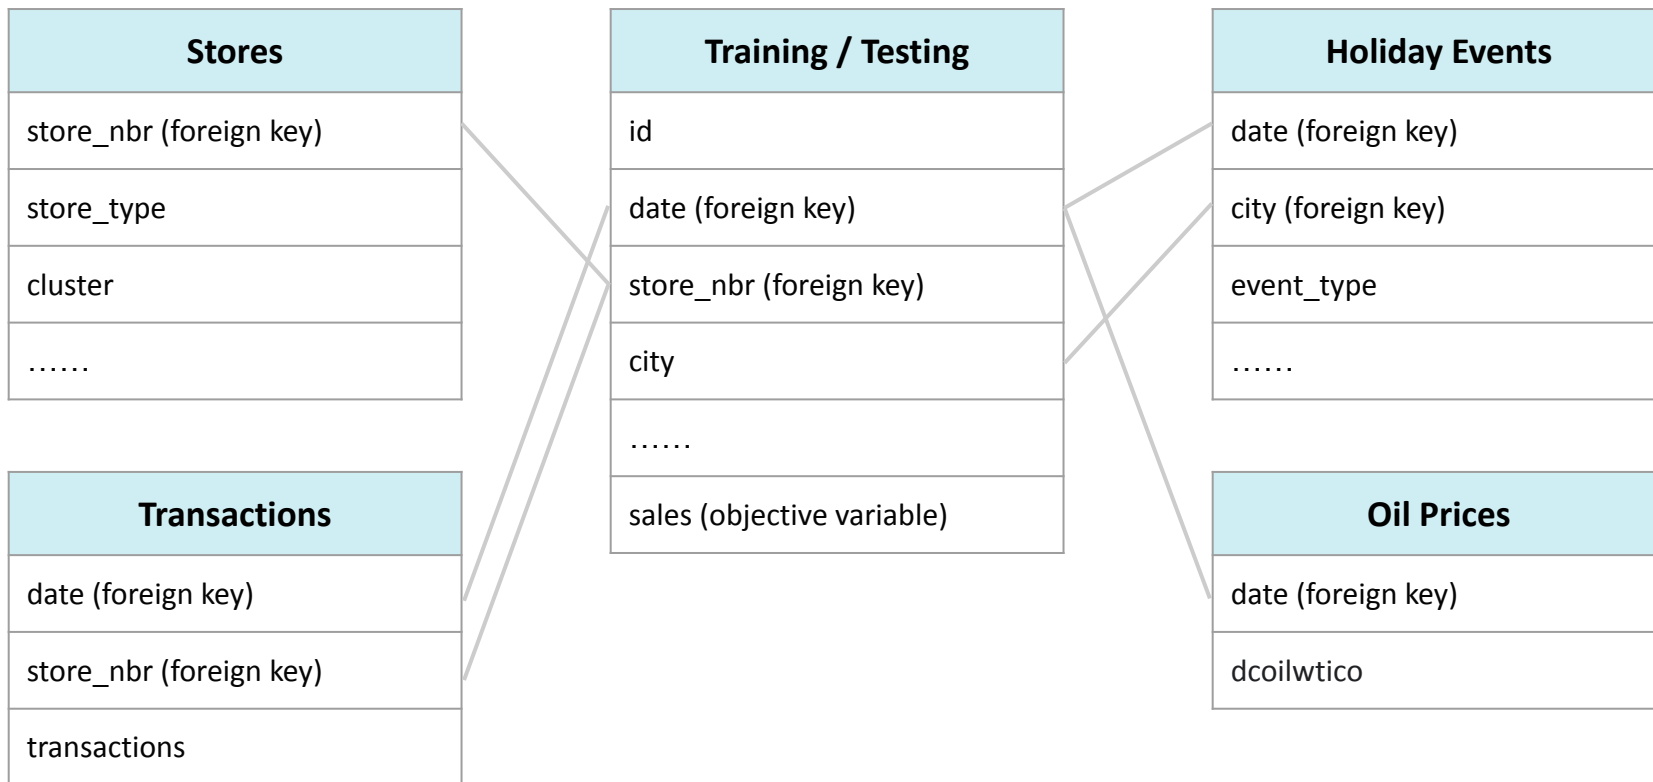 Stores
store_nbr (foreign key)
store_type
cluster
……
Transactions
date (foreign key)
store_nbr (foreign key)
transactions
Training / Testing
id
date (foreign key)
store_nbr (foreign key)
city
……
sales (objective variable)
Holiday Events
date (foreign key)
city (foreign key)
event_type
……
Oil Prices
date (foreign key)
dcoilwtico